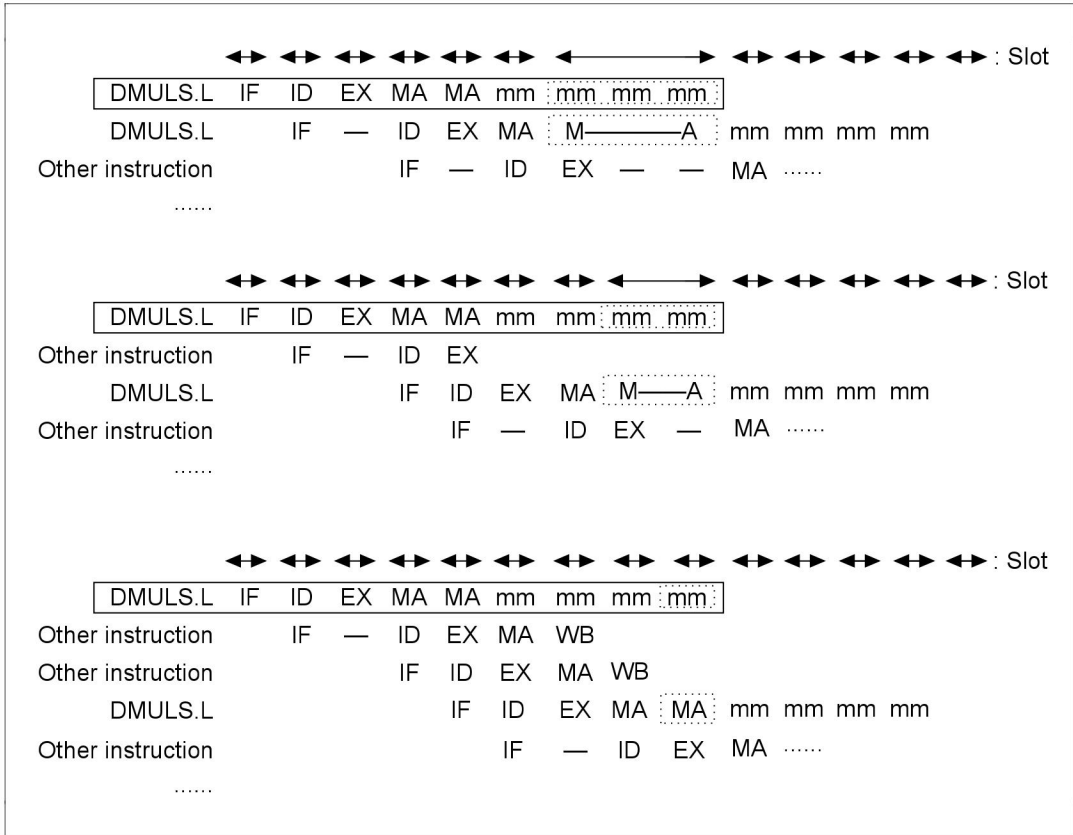 : Slot
DMULS.L IF ID EX MA MA mm mm mm mm
DMULS.L IF — ID EX MA M——A mm mm mm mm
Other instruction IF — ID EX — — MA ······
······
: Slot
DMULS.L IF ID EX MA MA mm mm mm mm
Other instruction IF — ID EX
DMULS.L IF ID EX MA M——A mm mm mm mm
Other instruction IF — ID EX — MA ······
······
: Slot
DMULS.L IF ID EX MA MA mm mm mm mm
Other instruction IF — ID EX MA WB
Other instruction IF ID EX MA WB
DMULS.L IF ID EX MA MA mm mm mm mm
Other instruction IF — ID EX MA ······
······